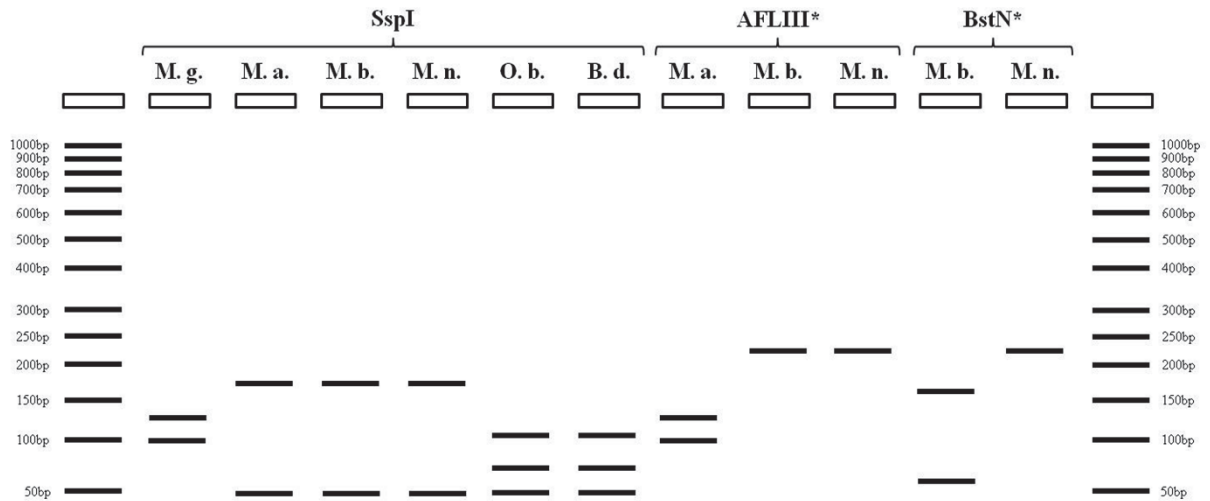 SspI AFLIII* BstN*
M. g. M. a. M. b. M. n. O. b. B. d. M. a. M. b. M. n. M. b. M. n.
1000bp 1000bp
900bp 900bp
800bp 800bp
700bp 700bp
600bp 600bp
500bp 500bp
400bp 400bp
300bp 300bp
250bp 250bp
200bp 200bp
150bp 150bp
100bp 100bp
50bp 50bp